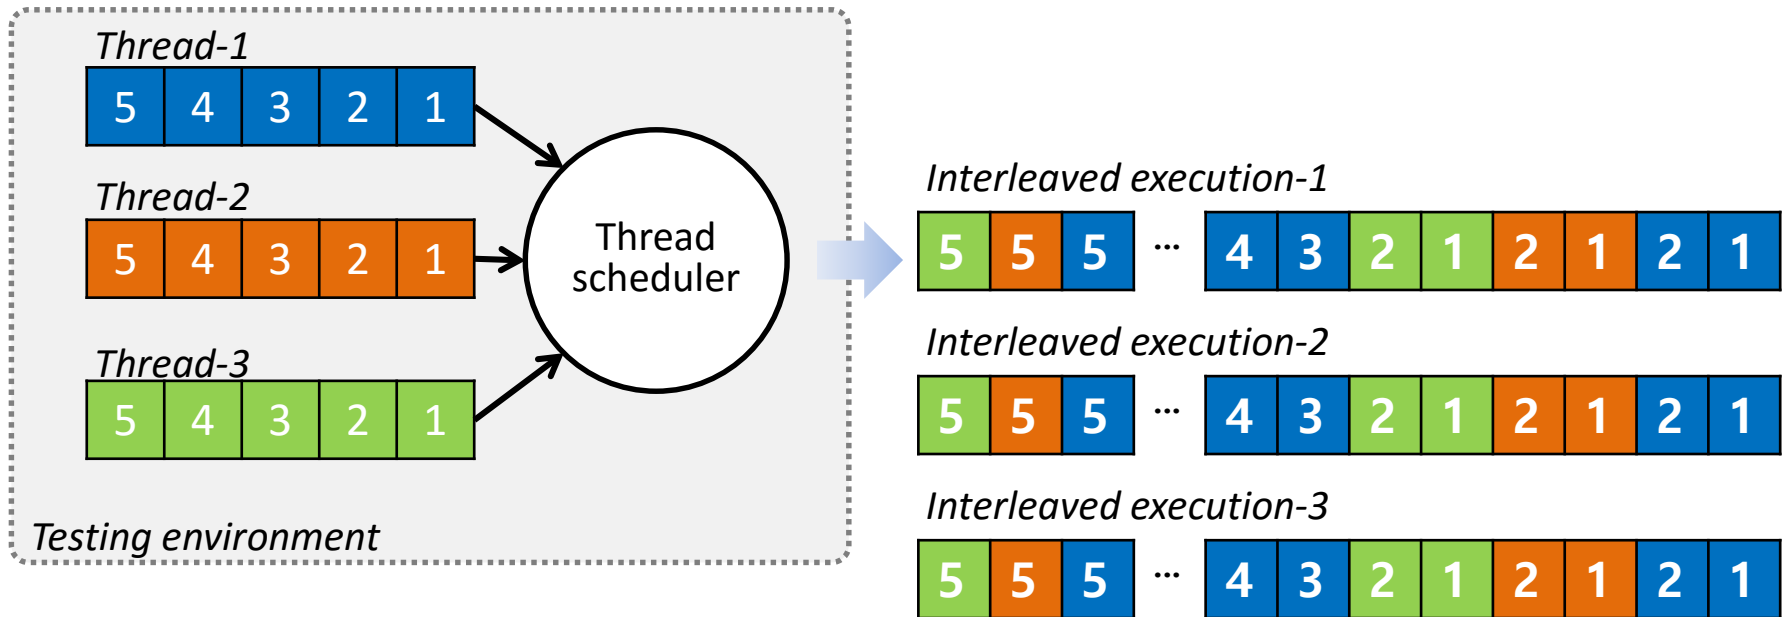 Thread-1
5 4 3 2 1
Thread-2
5 4 3 2 1
Thread-3
5 4 3 2 1
Thread
scheduler
Testing environment
Interleaved execution-1
5 5 5 ... 4 3 2 1 2 1 2 1
Interleaved execution-2
5 5 5 ... 4 3 2 1 2 1 2 1
Interleaved execution-3
5 5 5 ... 4 3 2 1 2 1 2 1